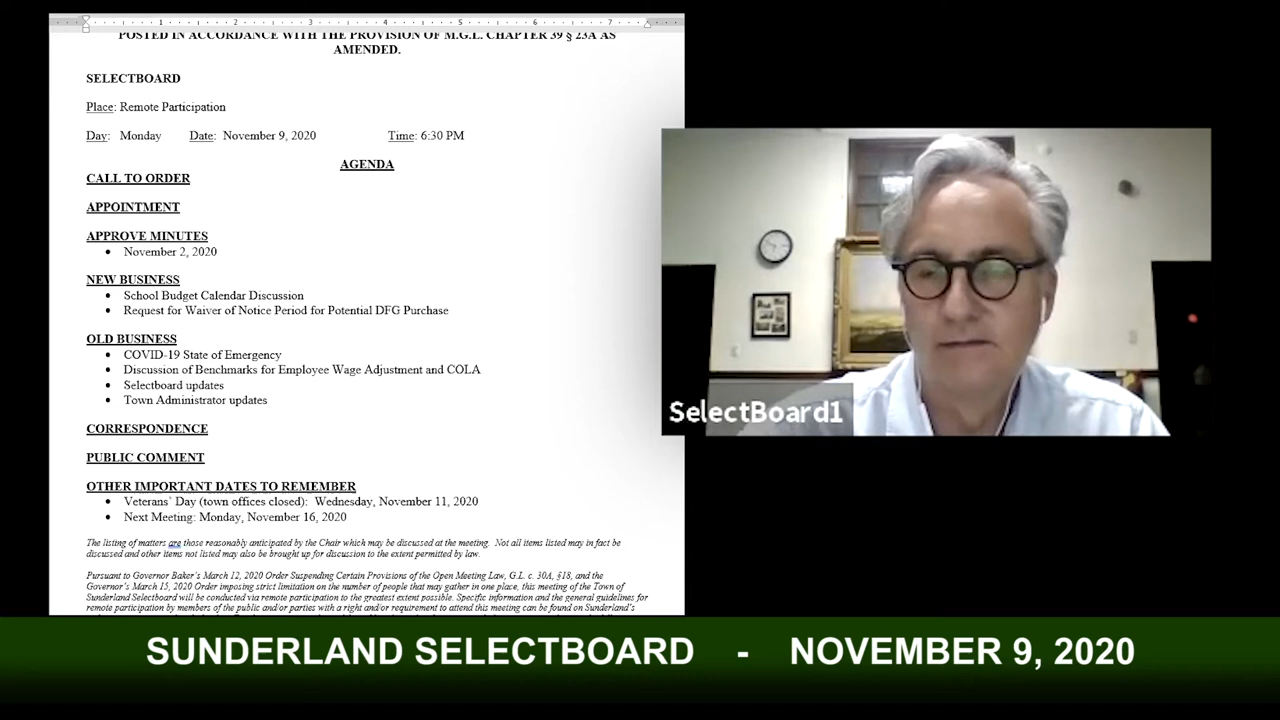 1 2 3 4 5 6 7
POSTED IN ACCORDANCE WITH THE PROVISION OF M.G.L. CHAPTER 39 § 23A AS
AMENDED.
SELECTBOARD
Place: Remote Participation
Day: Monday Date: November 9, 2020 Time: 6:30 PM
AGENDA
CALL TO ORDER
APPOINTMENT
APPROVE MINUTES
• November 2, 2020
NEW BUSINESS
• School Budget Calendar Discussion
• Request for Waiver of Notice Period for Potential DFG Purchase
OLD BUSINESS
• COVID-19 State of Emergency
• Discussion of Benchmarks for Employee Wage Adjustment and COLA
• Selectboard updates
• Town Administrator updates
CORRESPONDENCE
PUBLIC COMMENT
OTHER IMPORTANT DATES TO REMEMBER
• Veterans' Day (town offices closed): Wednesday, November 11, 2020
• Next Meeting: Monday, November 16, 2020
The listing of matters are those reasonably anticipated by the Chair which may be discussed at the meeting. Not all items listed may in fact be
discussed and other items not listed may also be brought up for discussion to the extent permitted by law.
Pursuant to Governor Baker's March 12, 2020 Order Suspending Certain Provisions of the Open Meeting Law, G.L. c. 30A, §18, and the
Governor's March 15, 2020 Order imposing strict limitation on the number of people that may gather in one place, this meeting of the Town of
Sunderland Selectboard will be conducted via remote participation to the greatest extent possible. Specific information and the general guidelines for
remote participation by members of the public and/or parties with a right and/or requirement to attend this meeting can be found on Sunderland's
SelectBoard1
SUNDERLAND SELECTBOARD - NOVEMBER 9, 2020